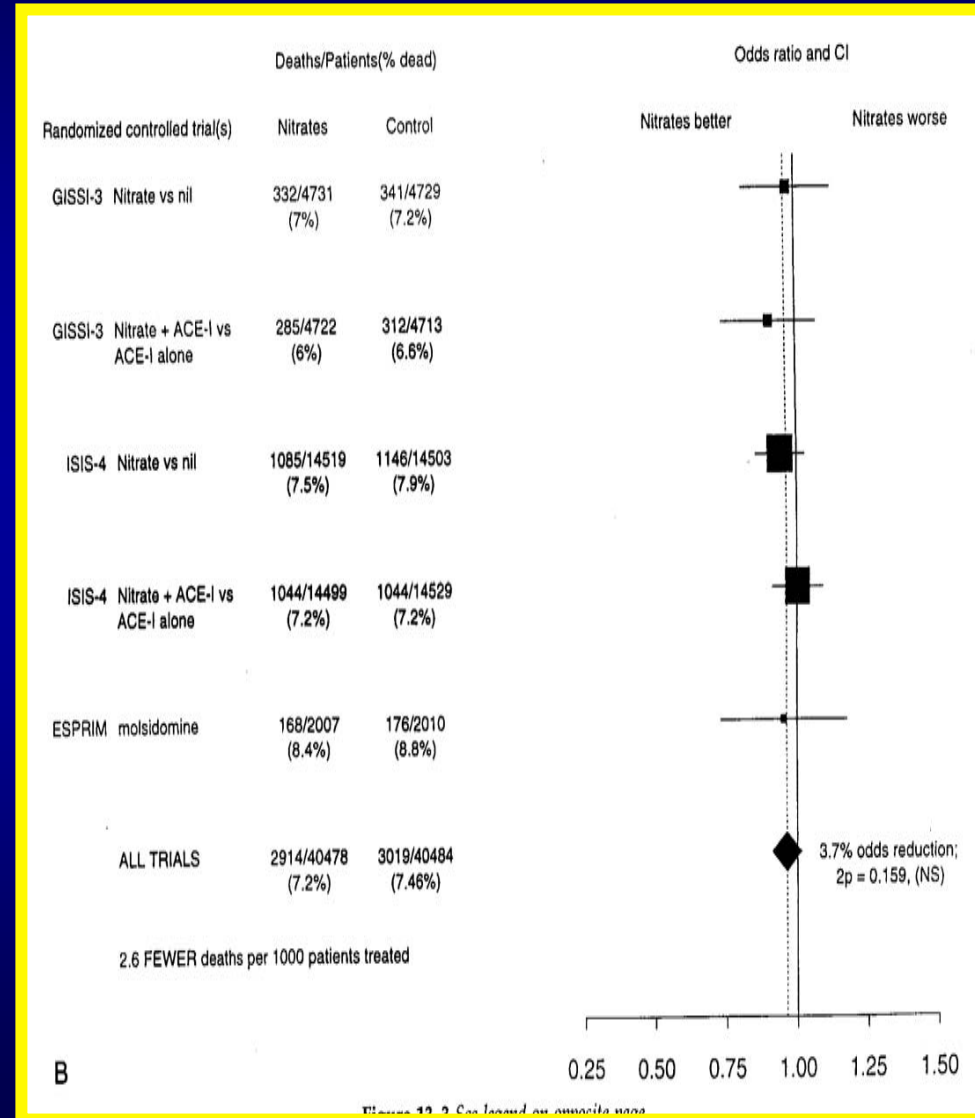 Deaths/Patients(% dead) Odds ratio and CI
Randomized controlled trial(s) Nitrates Control Nitrates better Nitrates worse
GISSI-3 Nitrate vs nil 332/4731 341/4729
(7%) (7.2%)
GISSI-3 Nitrate + ACE-I vs 285/4722 312/4713
ACE-I alone (6%) (6.6%)
ISIS-4 Nitrate vs nil 1085/14519 1146/14503
(7.5%) (7.9%)
ISIS-4 Nitrate + ACE-I vs 1044/14499 1044/14529
ACE-I alone (7.2%) (7.2%)
ESPRIM molsidomine 168/2007 176/2010
(8.4%) (8.8%)
ALL TRIALS 2914/40478 3019/40484 3.7% odds reduction;
(7.2%) (7.46%) 2p = 0.159, (NS)
2.6 FEWER deaths per 1000 patients treated
0.25 0.50 0.75 1.00 1.25 1.50
B
See legend on opposite page